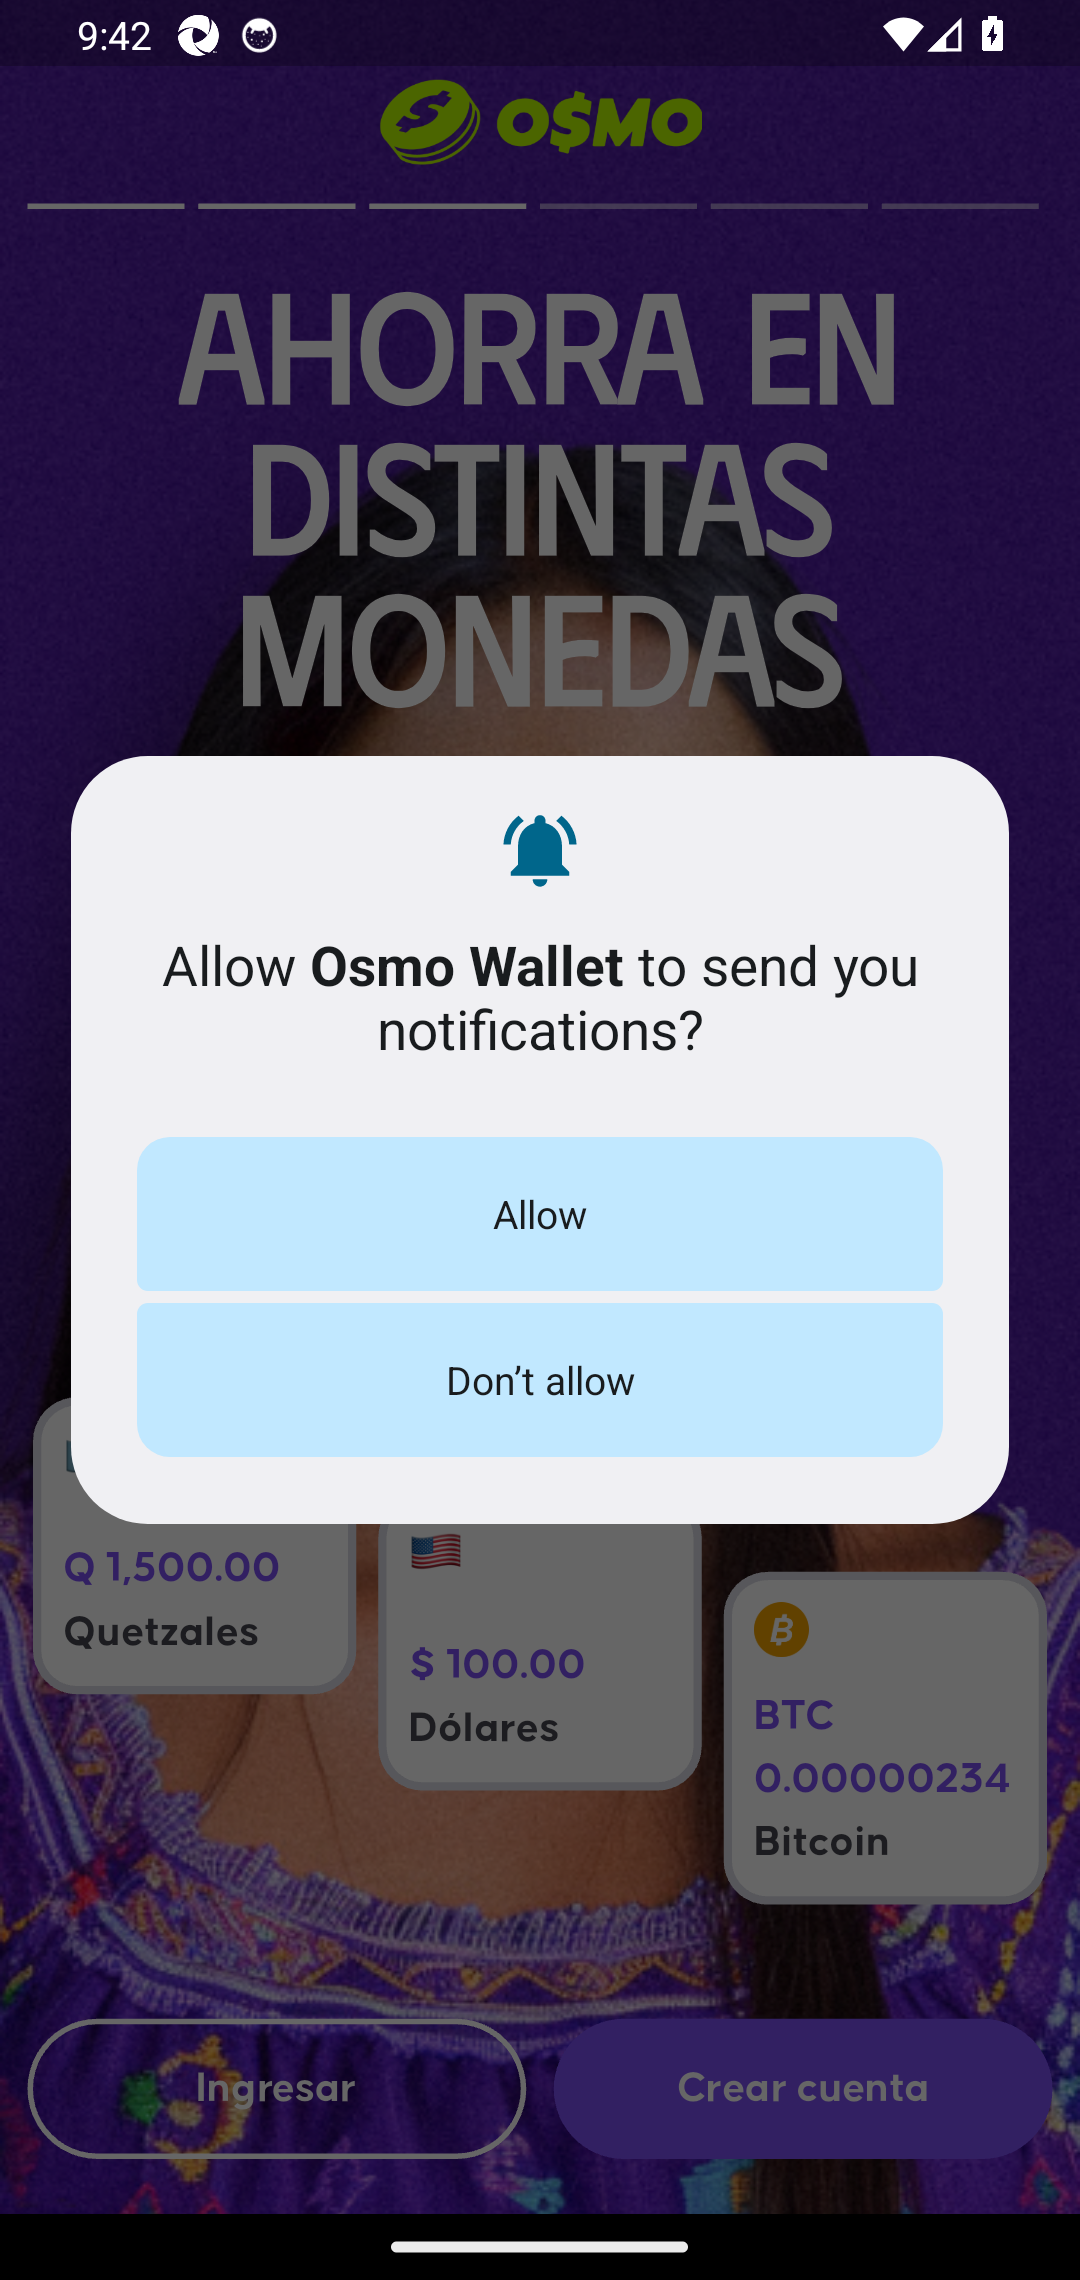 9:42
O$MO
AHORRA EN
DISTINTAS
MONEDAS
Allow Osmo Wallet to send you
notifications?
Allow
Don’t allow
Q 1,500.00
Quetzales
$ 100.00
Dólares
BTC
0.00000234
Bitcoin
Ingresar
Crear cuenta